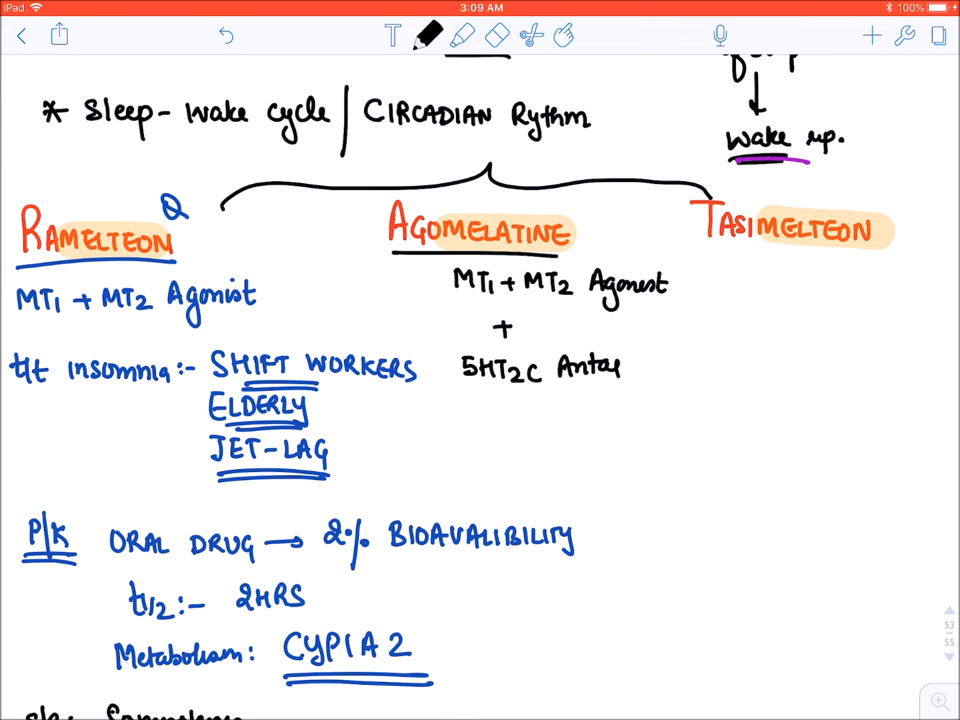 iPad 3:09 AM 100%
* Sleep-Wake cycle | CIRCADIAN Rythm
Wake up.
RAMELTEON Q
AGOMELATINE
TASIMELTEON
MT1 + MT2 Agonist
MT1 + MT2 Agonist
+
5HT2C Antag
t/t insomnia:- SHIFT WORKERS
ELDERLY
JET-LAG
P/K ORAL DRUG → 2% BIOAVALIBILITY
t1/2:- 2HRS
Metabolism: CYP1A2
53
55